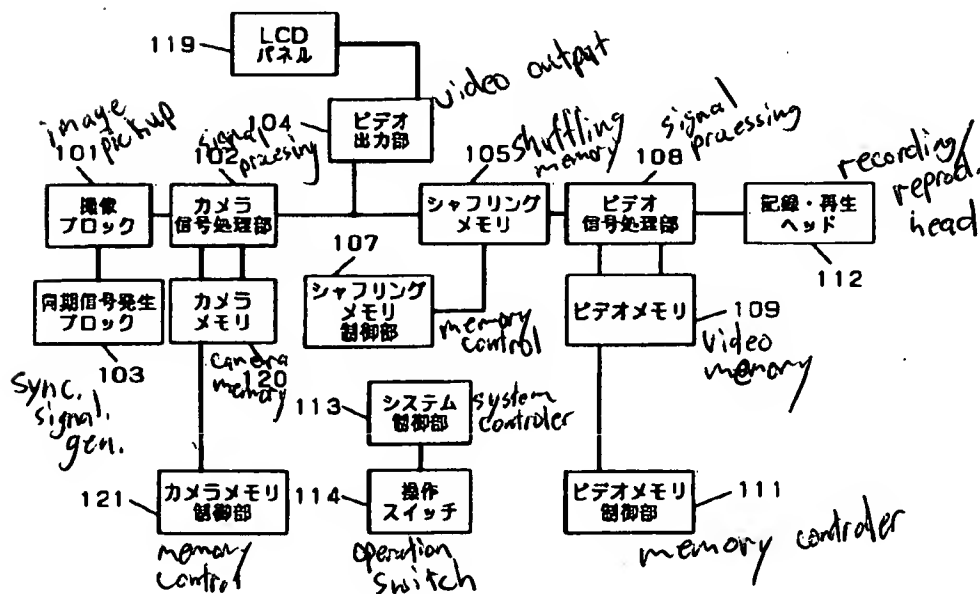 119
LCD
パネル
video output
104
ビデオ
出力部
image
pickup
101
撮像
ブロック
signal
processing
102
カメラ
信号処理部
105
shuffling
memory
シャフリング
メモリ
signal
processing
108
ビデオ
信号処理部
recording/
reprod.
head
記録・再生
ヘッド
112
同期信号発生
ブロック
103
sync.
signal.
gen.
カメラ
メモリ
camera
memory
120
107
シャフリング
メモリ
制御部
memory
control
ビデオメモリ
109
video
memory
113
システム
制御部
system
controler
121
カメラメモリ
制御部
memory
control
114
操作
スイッチ
operation
switch
ビデオメモリ
制御部
111
memory controler